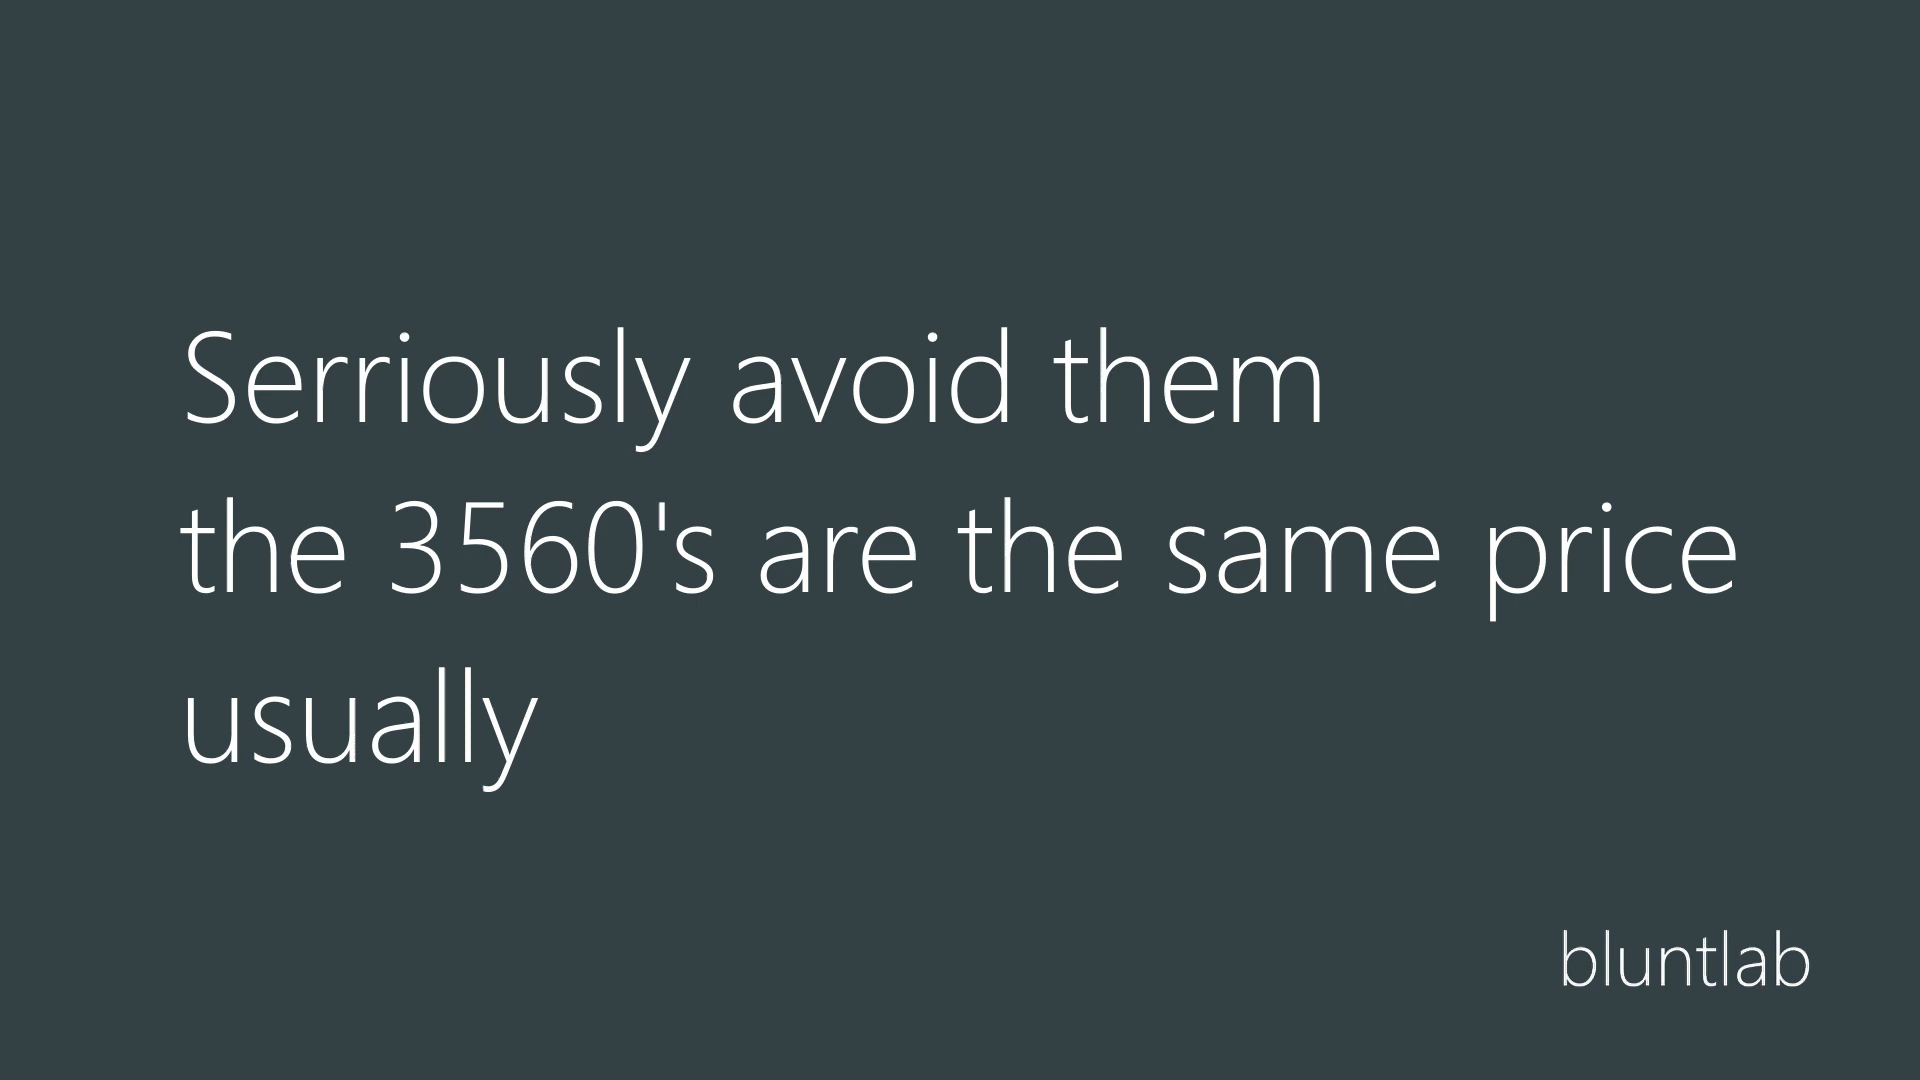 Serriously avoid them
the 3560's are the same price
usually
bluntlab